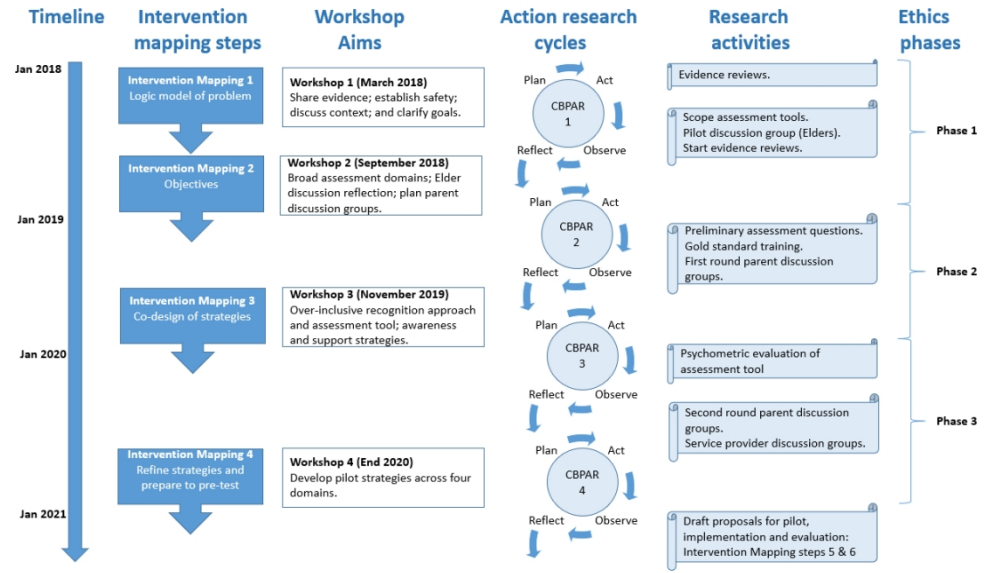 Timeline
Intervention
mapping steps
Workshop
Aims
Action research
cycles
Research
activities
Ethics
phases
Jan 2018
Jan 2019
Jan 2020
Jan 2021
Intervention Mapping 1
Logic model of problem
Intervention Mapping 2
Objectives
Intervention Mapping 3
Co-design of strategies
Intervention Mapping 4
Refine strategies and
prepare to pre-test
Workshop 1 (March 2018)
Share evidence; establish safety;
discuss context; and clarify goals.
Workshop 2 (September 2018)
Broad assessment domains; Elder
discussion reflection; plan parent
discussion groups.
Workshop 3 (November 2019)
Over-inclusive recognition approach
and assessment tool; awareness
and support strategies.
Workshop 4 (End 2020)
Develop pilot strategies across four
domains.
Plan
Act
CBPAR
1
Reflect
Observe
Plan
Act
CBPAR
2
Reflect
Observe
Plan
Act
CBPAR
3
Reflect
Observe
Plan
Act
CBPAR
4
Reflect
Observe
Evidence reviews.
Scope assessment tools.
Pilot discussion group (Elders).
Start evidence reviews.
Preliminary assessment questions.
Gold standard training.
First round parent discussion
groups.
Psychometric evaluation of
assessment tool
Second round parent discussion
groups.
Service provider discussion groups.
Draft proposals for pilot,
implementation and evaluation:
Intervention Mapping steps 5 & 6
Phase 1
Phase 2
Phase 3